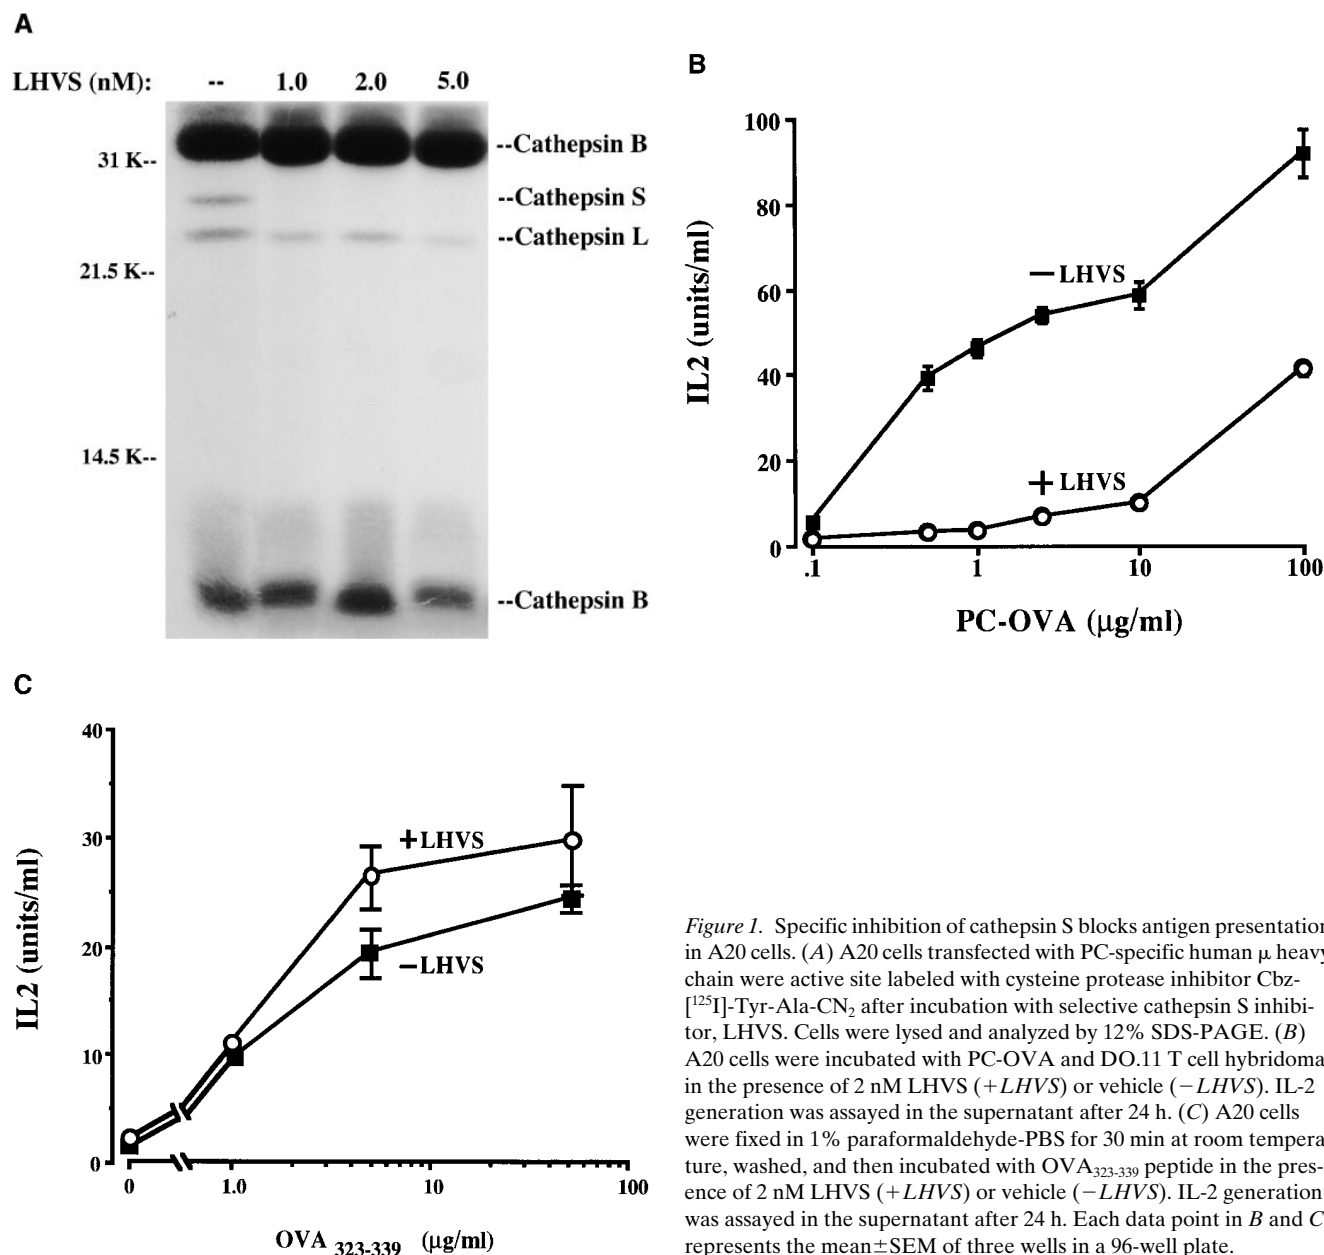 A
LHVS (nM): -- 1.0 2.0 5.0
31 K--
21.5 K--
14.5 K--
--Cathepsin B
--Cathepsin S
--Cathepsin L
--Cathepsin B
B
IL2 (units/ml)
100
80
60
40
20
0
−LHVS
+LHVS
.1 1 10 100
PC-OVA (μg/ml)
C
IL2 (units/ml)
40
30
20
10
0
+LHVS
−LHVS
0 1.0 10 100
OVA 323-339 (μg/ml)
Figure 1. Specific inhibition of cathepsin S blocks antigen presentation
in A20 cells. (A) A20 cells transfected with PC-specific human μ heavy
chain were active site labeled with cysteine protease inhibitor Cbz-
[125I]-Tyr-Ala-CN2 after incubation with selective cathepsin S inhibi-
tor, LHVS. Cells were lysed and analyzed by 12% SDS-PAGE. (B)
A20 cells were incubated with PC-OVA and DO.11 T cell hybridoma
in the presence of 2 nM LHVS (+LHVS) or vehicle (−LHVS). IL-2
generation was assayed in the supernatant after 24 h. (C) A20 cells
were fixed in 1% paraformaldehyde-PBS for 30 min at room tempera
ture, washed, and then incubated with OVA323-339 peptide in the pres-
ence of 2 nM LHVS (+LHVS) or vehicle (−LHVS). IL-2 generation
was assayed in the supernatant after 24 h. Each data point in B and C
represents the mean±SEM of three wells in a 96-well plate.